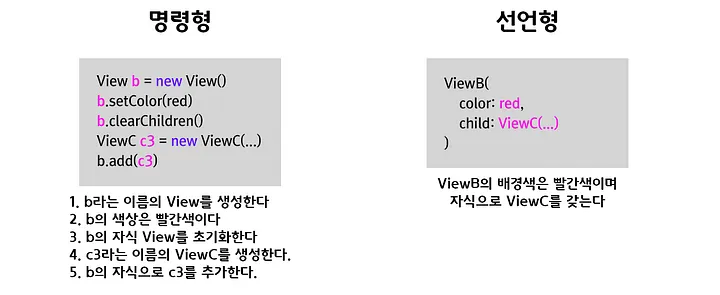 명령형
View b = new View()
b.setColor(red)
b.clearChildren()
ViewC c3 = new ViewC(...)
b.add(c3)
1. b라는 이름의 View를 생성한다
2. b의 색상은 빨간색이다
3. b의 자식 View를 초기화한다
4. c3라는 이름의 ViewC를 생성한다.
5. b의 자식으로 c3를 추가한다.
선언형
ViewB(
color: red,
child: ViewC(...)
)
ViewB의 배경색은 빨간색이며
자식으로 ViewC를 갖는다